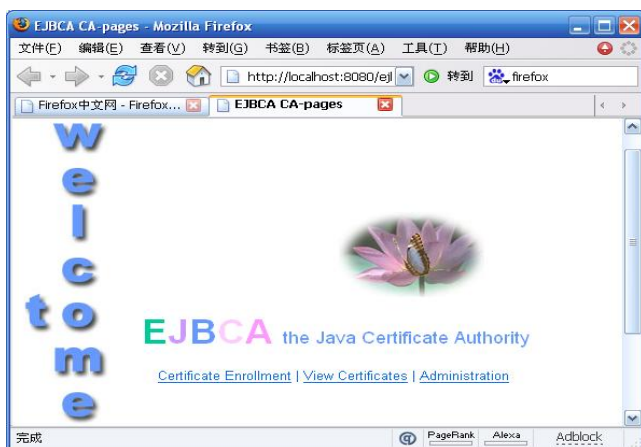 EJBCA CA-pages - Mozilla Firefox
文件(F) 编辑(E) 查看(V) 转到(G) 书签(B) 标签页(A) 工具(T) 帮助(H)
http://localhost:8080/ejl 转到 firefox
Firefox中文网 - Firefox... EJBCA CA-pages
welcome
to
EJBCA the Java Certificate Authority
Certificate Enrollment | View Certificates | Administration
完成 @ PageRank Alexa Adblock